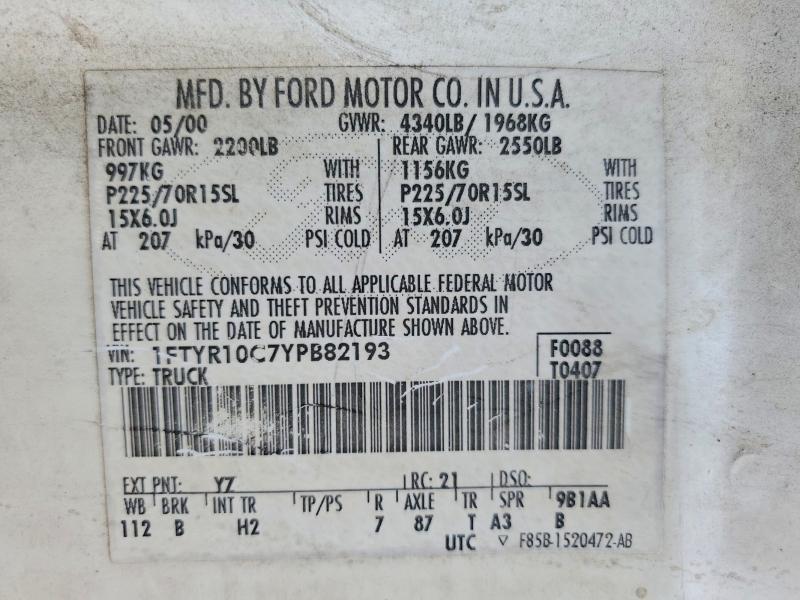 MFD. BY FORD MOTOR CO. IN U.S.A.
DATE: 05/00 GVWR: 4340LB/ 1968KG
FRONT GAWR: 2200LB REAR GAWR: 2550LB
997KG WITH 1156KG WITH
P225/70R15SL TIRES P225/70R15SL TIRES
15X6.0J RIMS 15X6.0J RIMS
AT 207 kPa/30 PSI COLD AT 207 kPa/30 PSI COLD
THIS VEHICLE CONFORMS TO ALL APPLICABLE FEDERAL MOTOR
VEHICLE SAFETY AND THEFT PREVENTION STANDARDS IN
EFFECT ON THE DATE OF MANUFACTURE SHOWN ABOVE.
VIN: 1FTYR10C7YPB82193 F0088
TYPE: TRUCK T0407
EXT PNT: YZ RC: 21 DSO:
WB BRK INT TR TP/PS R AXLE TR SPR 9B1AA
112 B H2 7 87 T A3 B
UTC F85B-1520472-AB